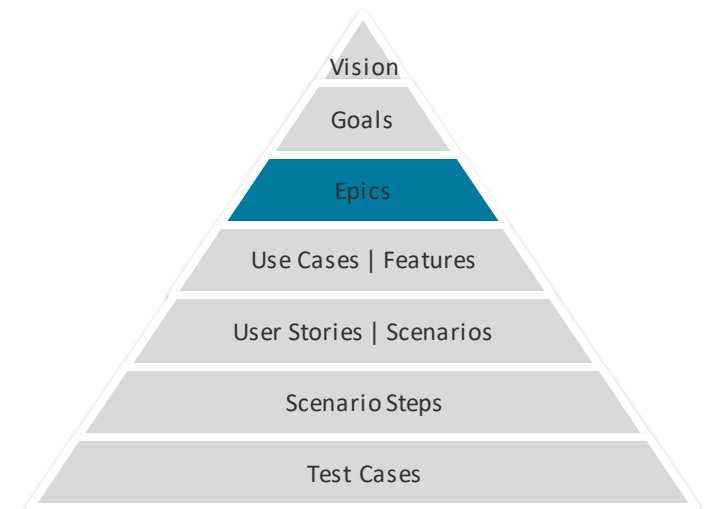 Vision
Goals
Epics
Use Cases | Features
User Stories | Scenarios
Scenario Steps
Test Cases